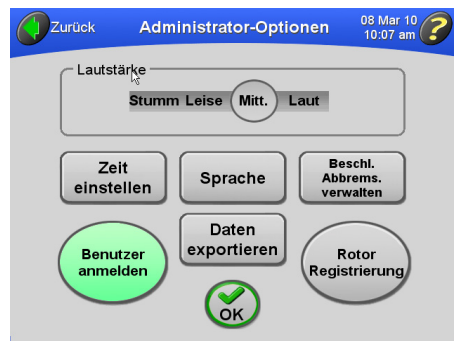 Zurück
Administrator-Optionen
08 Mar 10
10:07 am
?
Lautstärke
Stumm Leise Mitt. Laut
Zeit
einstellen
Sprache
Beschl.
Abbrems.
verwalten
Benutzer
anmelden
Daten
exportieren
Rotor
Registrierung
OK